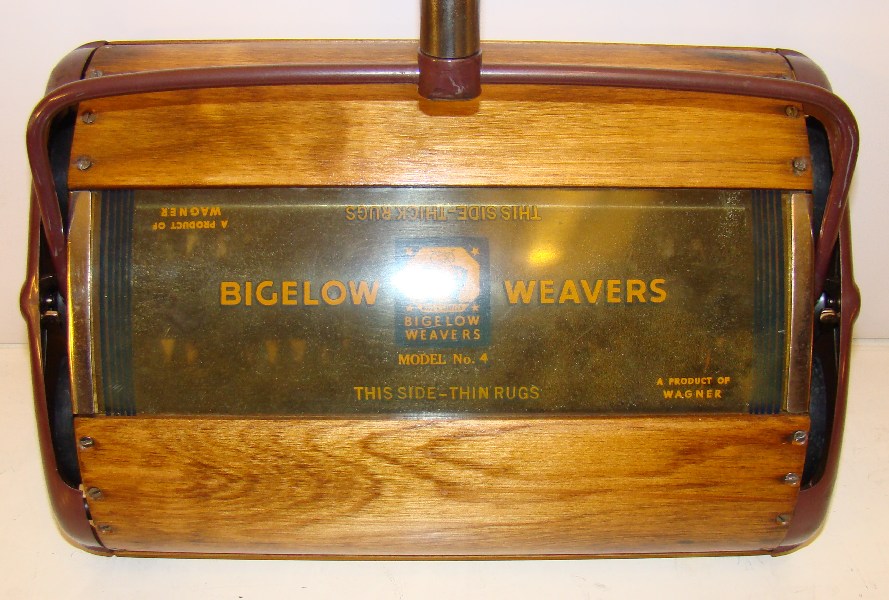 A PRODUCT OF
WAGNER
THIS SIDE-THICK RUGS
BIGELOW WEAVERS
BIGELOW
WEAVERS
MODEL No. 4
THIS SIDE-THIN RUGS
A PRODUCT OF
WAGNER